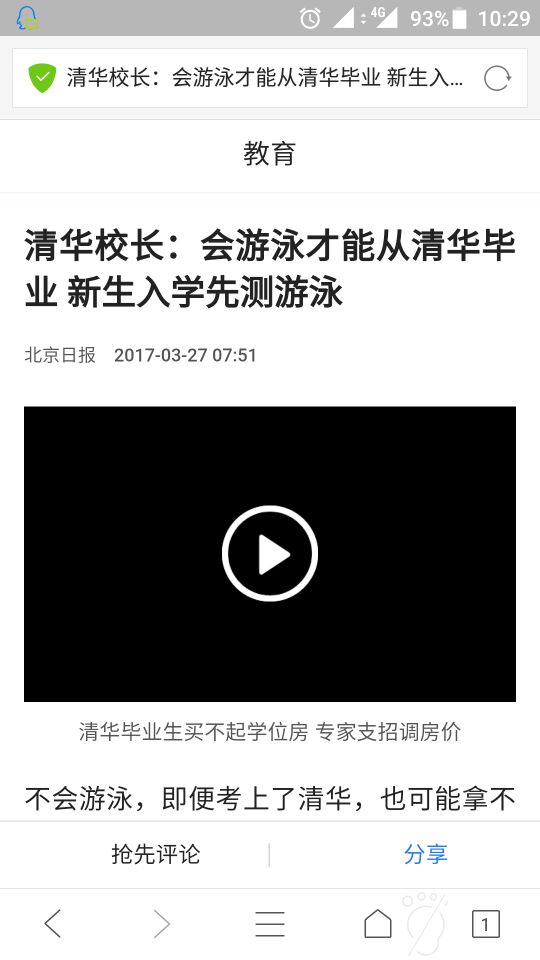 4G 93% 10:29
清华校长：会游泳才能从清华毕业 新生入...
教育
清华校长：会游泳才能从清华毕
业 新生入学先测游泳
北京日报 2017-03-27 07:51
清华毕业生买不起学位房 专家支招调房价
不会游泳，即便考上了清华，也可能拿不
抢先评论
分享
1